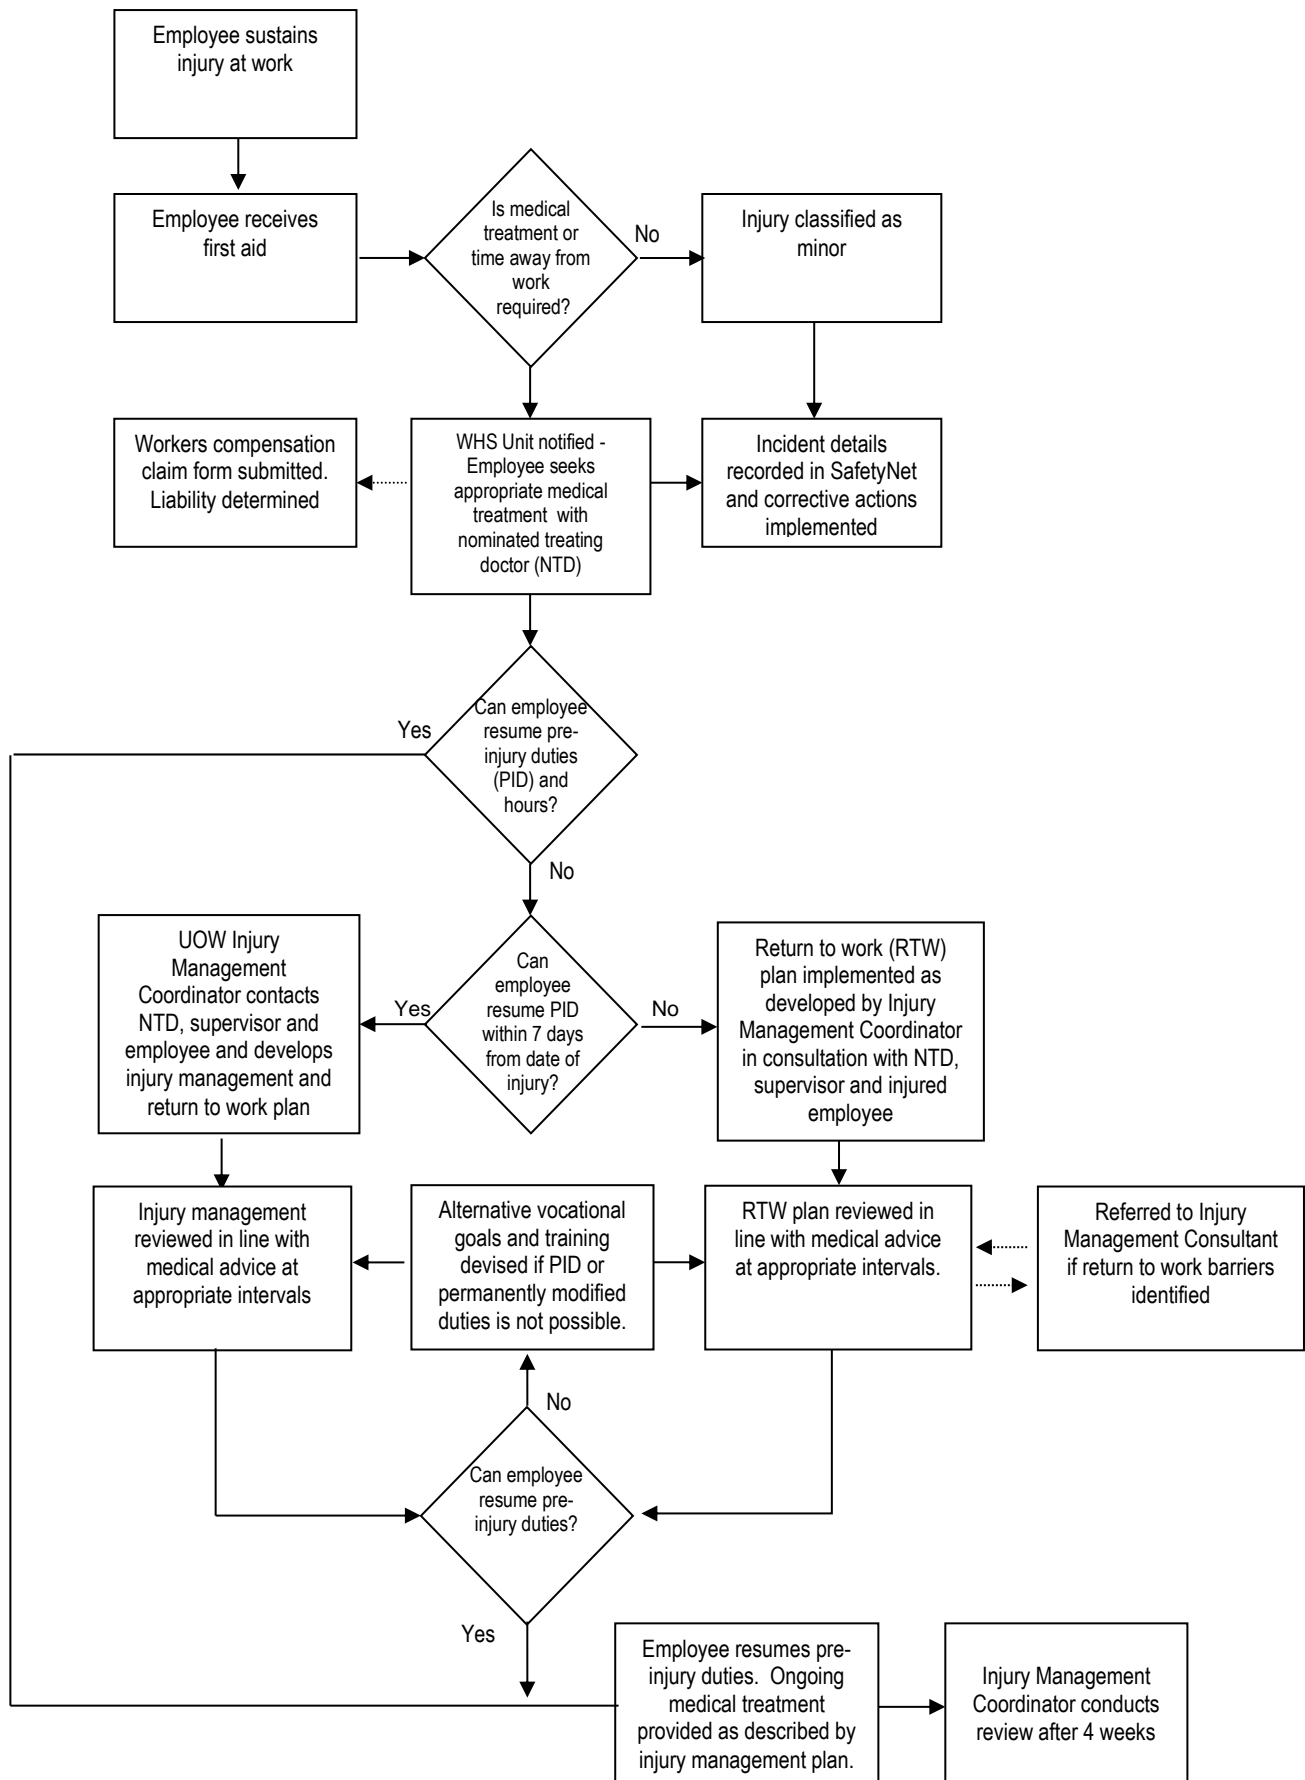 Employee sustains
injury at work
Employee receives
first aid
Is medical
treatment or
time away from
work
required?
No
Injury classified as
minor
Workers compensation
claim form submitted.
Liability determined
WHS Unit notified -
Employee seeks
appropriate medical
treatment with
nominated treating
doctor (NTD)
Incident details
recorded in SafetyNet
and corrective actions
implemented
Yes
Can employee
resume pre-
injury duties
(PID) and
hours?
No
UOW Injury
Management
Coordinator contacts
NTD, supervisor and
employee and develops
injury management and
return to work plan
Yes
Can
employee
resume PID
within 7 days
from date of
injury?
No
Return to work (RTW)
plan implemented as
developed by Injury
Management Coordinator
in consultation with NTD,
supervisor and injured
employee
Injury management
reviewed in line with
medical advice at
appropriate intervals
Alternative vocational
goals and training
devised if PID or
permanently modified
duties is not possible.
RTW plan reviewed in
line with medical advice
at appropriate intervals.
Referred to Injury
Management Consultant
if return to work barriers
identified
No
Can employee
resume pre-
injury duties?
Yes
Employee resumes pre-
injury duties. Ongoing
medical treatment
provided as described by
injury management plan.
Injury Management
Coordinator conducts
review after 4 weeks